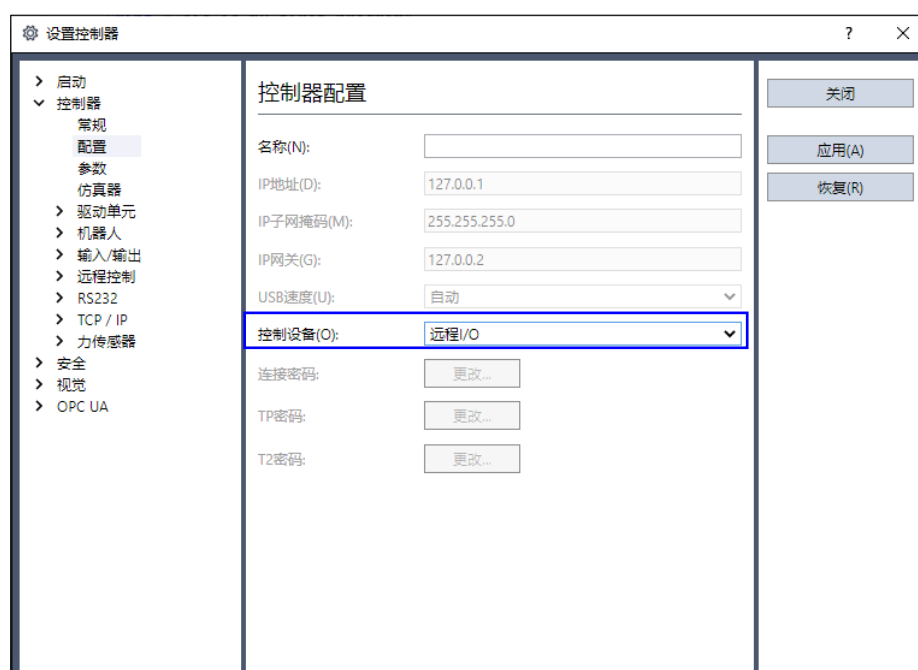 设置控制器
?
启动
控制器
常规
配置
参数
仿真器
驱动单元
机器人
输入/输出
远程控制
RS232
TCP / IP
力传感器
安全
视觉
OPC UA
控制器配置
名称(N):
IP地址(D): 127.0.0.1
IP子网掩码(M): 255.255.255.0
IP网关(G): 127.0.0.2
USB速度(U): 自动
控制设备(O): 远程I/O
连接密码: 更改...
TP密码: 更改...
T2密码: 更改...
关闭
应用(A)
恢复(R)